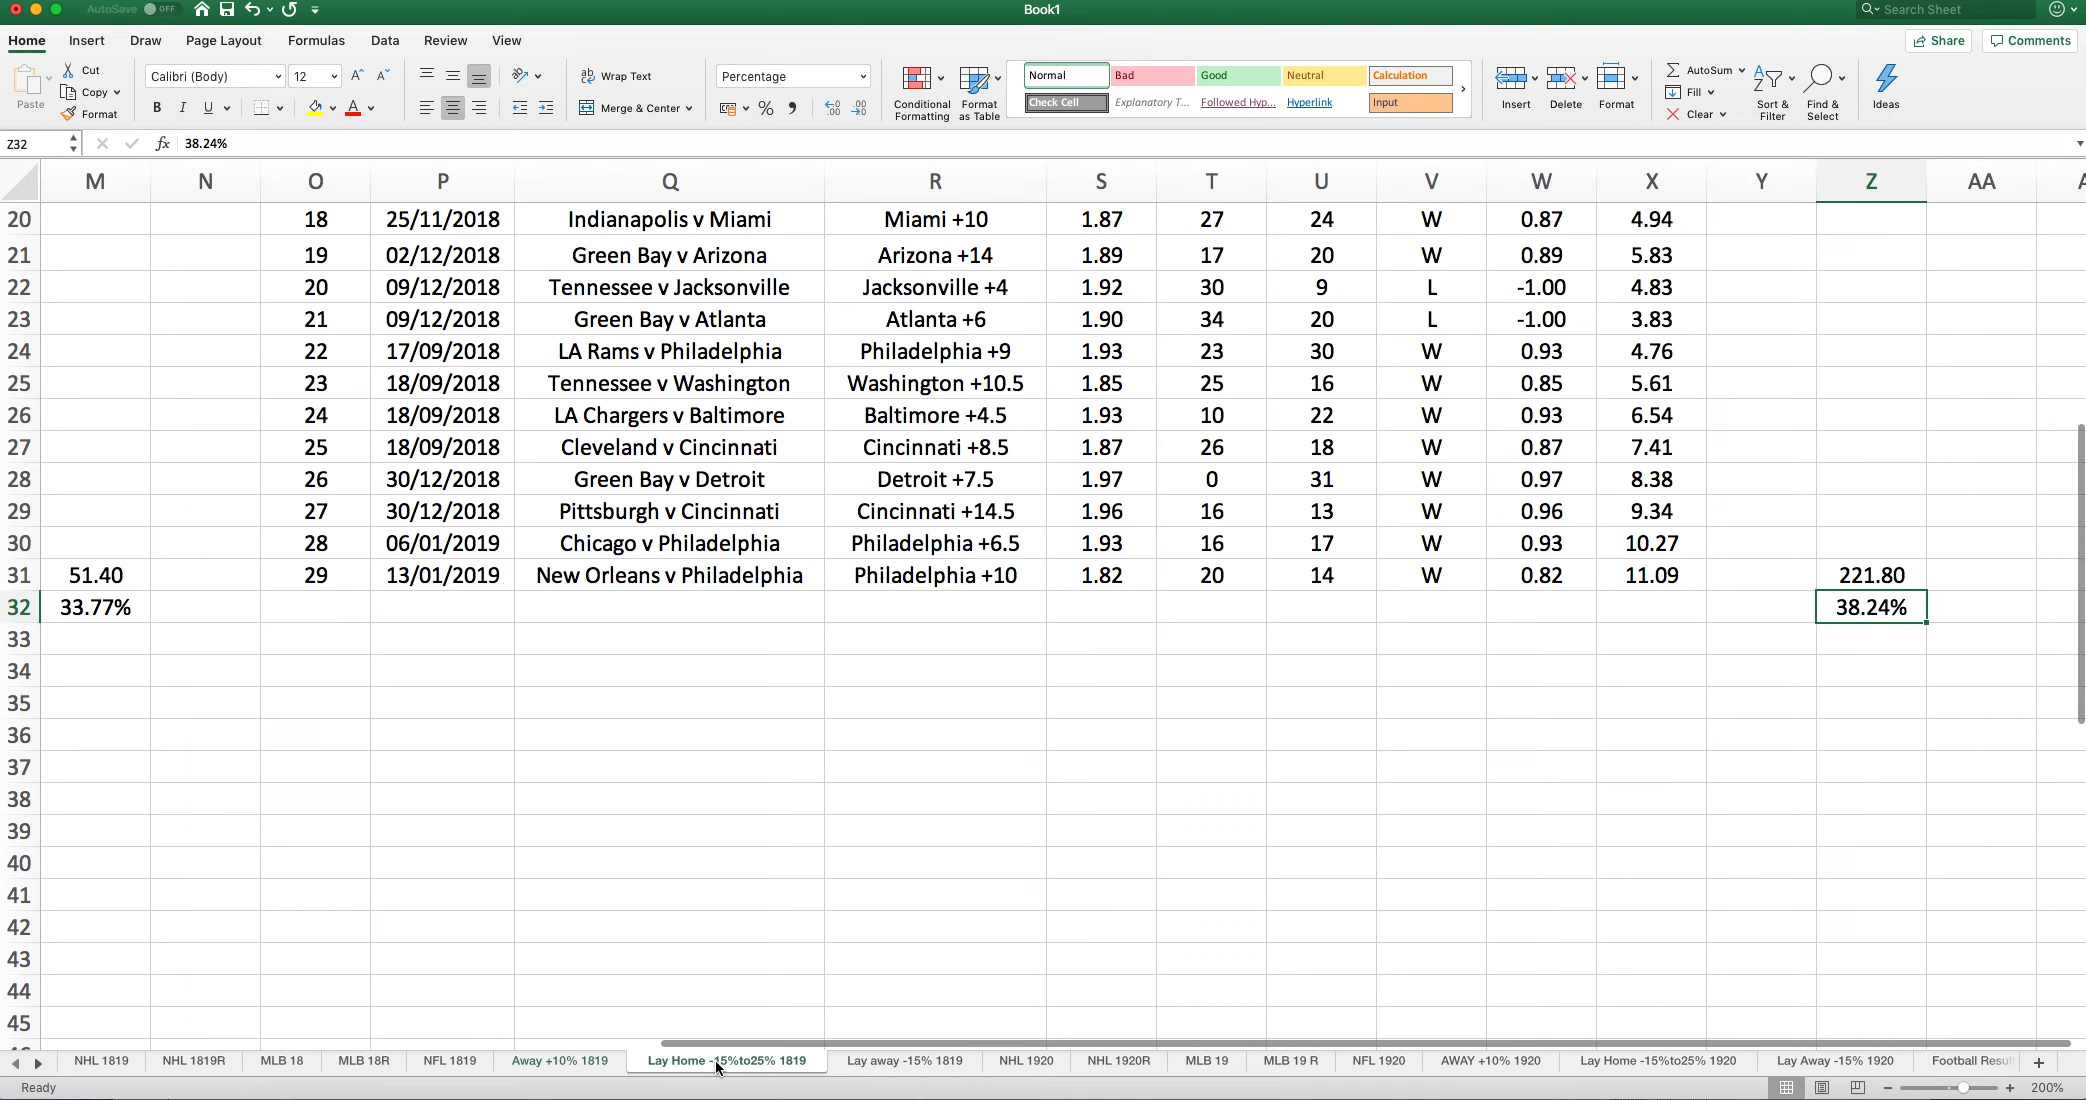 AutoSave OFF Book1 Search Sheet
Home Insert Draw Page Layout Formulas Data Review View Share Comments
Paste Cut Copy Format Calibri (Body) 12 Wrap Text Merge & Center Percentage Conditional Formatting Format as Table Normal Bad Good Neutral Calculation Check Cell Explanatory T... Followed Hyp... Hyperlink Input Insert Delete Format AutoSum Fill Clear Sort & Filter Find & Select Ideas
Z32 fx 38.24%
M N O P Q R S T U V W X Y Z AA
20 18 25/11/2018 Indianapolis v Miami Miami +10 1.87 27 24 W 0.87 4.94
21 19 02/12/2018 Green Bay v Arizona Arizona +14 1.89 17 20 W 0.89 5.83
22 20 09/12/2018 Tennessee v Jacksonville Jacksonville +4 1.92 30 9 L -1.00 4.83
23 21 09/12/2018 Green Bay v Atlanta Atlanta +6 1.90 34 20 L -1.00 3.83
24 22 17/09/2018 LA Rams v Philadelphia Philadelphia +9 1.93 23 30 W 0.93 4.76
25 23 18/09/2018 Tennessee v Washington Washington +10.5 1.85 25 16 W 0.85 5.61
26 24 18/09/2018 LA Chargers v Baltimore Baltimore +4.5 1.93 10 22 W 0.93 6.54
27 25 18/09/2018 Cleveland v Cincinnati Cincinnati +8.5 1.87 26 18 W 0.87 7.41
28 26 30/12/2018 Green Bay v Detroit Detroit +7.5 1.97 0 31 W 0.97 8.38
29 27 30/12/2018 Pittsburgh v Cincinnati Cincinnati +14.5 1.96 16 13 W 0.96 9.34
30 28 06/01/2019 Chicago v Philadelphia Philadelphia +6.5 1.93 16 17 W 0.93 10.27
31 51.40 29 13/01/2019 New Orleans v Philadelphia Philadelphia +10 1.82 20 14 W 0.82 11.09 221.80
32 33.77% 38.24%
33
34
35
36
37
38
39
40
41
42
43
44
45
NHL 1819 NHL 1819R MLB 18 MLB 18R NFL 1819 Away +10% 1819 Lay Home -15%to25% 1819 Lay away -15% 1819 NHL 1920 NHL 1920R MLB 19 MLB 19 R NFL 1920 AWAY +10% 1920 Lay Home -15%to25% 1920 Lay Away -15% 1920 Football Resul
Ready 200%